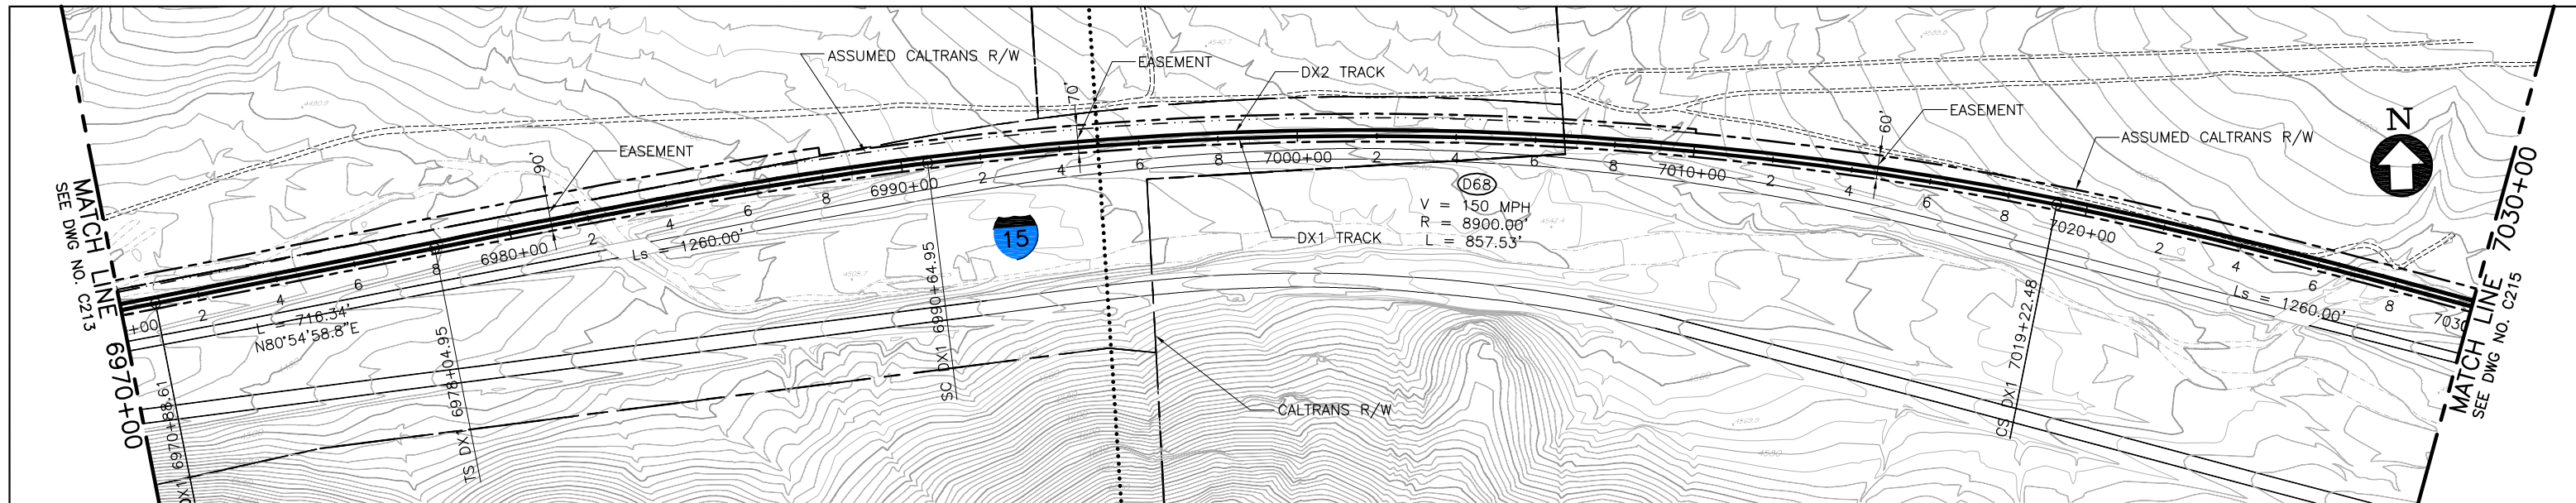 ASSUMED CALTRANS R/W
EASEMENT
DX2 TRACK
EASEMENT
ASSUMED CALTRANS R/W
EASEMENT
70'
60'
90'
N
MATCH LINE 6970+00
SEE DWG NO. C213
MATCH LINE 7030+00
SEE DWG NO. C215
+00
2
4
6
8
6980+00
2
4
6
8
6990+00
2
4
6
8
7000+00
2
4
6
8
7010+00
2
4
6
8
7020+00
2
4
6
8
7030
L = 716.34'
N80°54'58.8"E
Ls = 1260.00'
15
D68
V = 150 MPH
R = 8900.00'
L = 857.53'
DX1 TRACK
Ls = 1260.00'
DX1 6970+88.61
TS DX1 6978+04.95
SC DX1 6990+64.95
CS DX1 7019+22.48
CALTRANS R/W